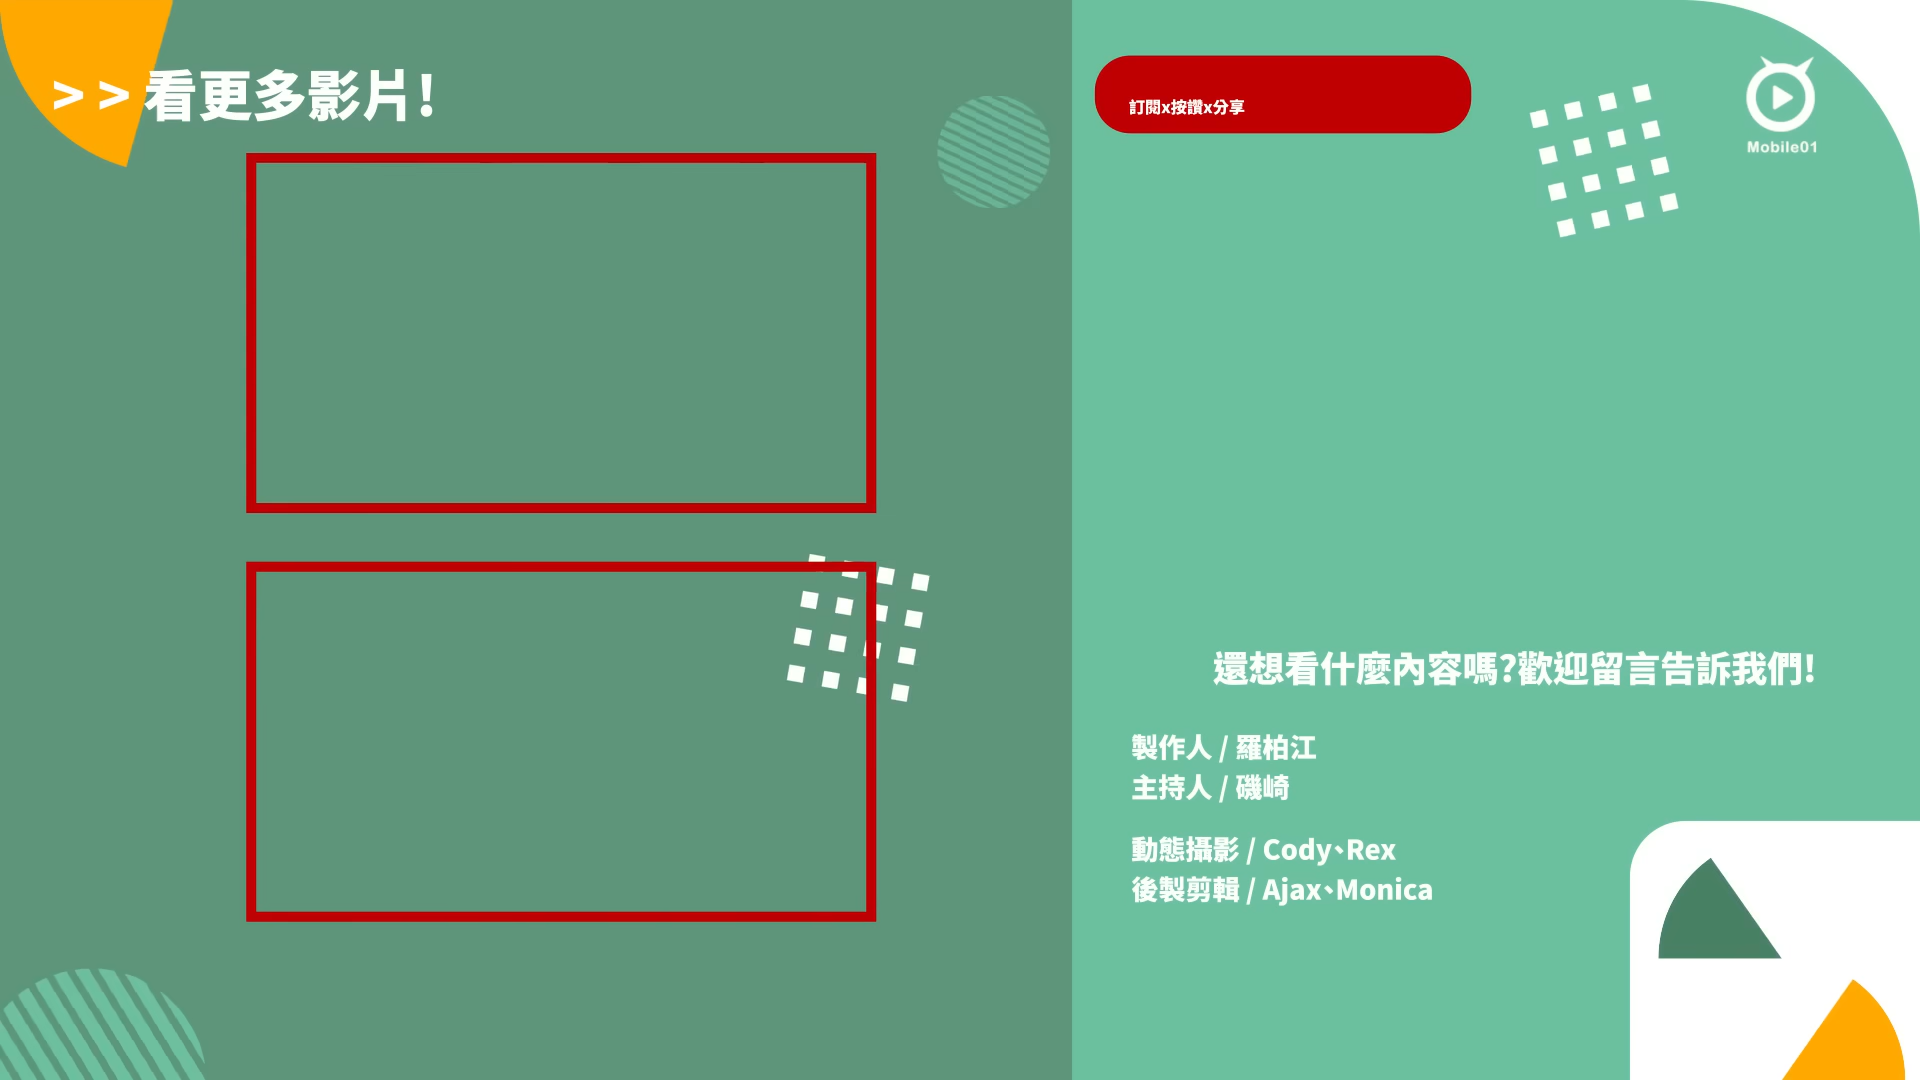 >>看更多影片!
訂閱x按讚x分享
Mobile01
還想看什麼內容嗎?歡迎留言告訴我們!
製作人 / 羅柏江
主持人 / 磯崎
動態攝影 / Cody、Rex
後製剪輯 / Ajax、Monica